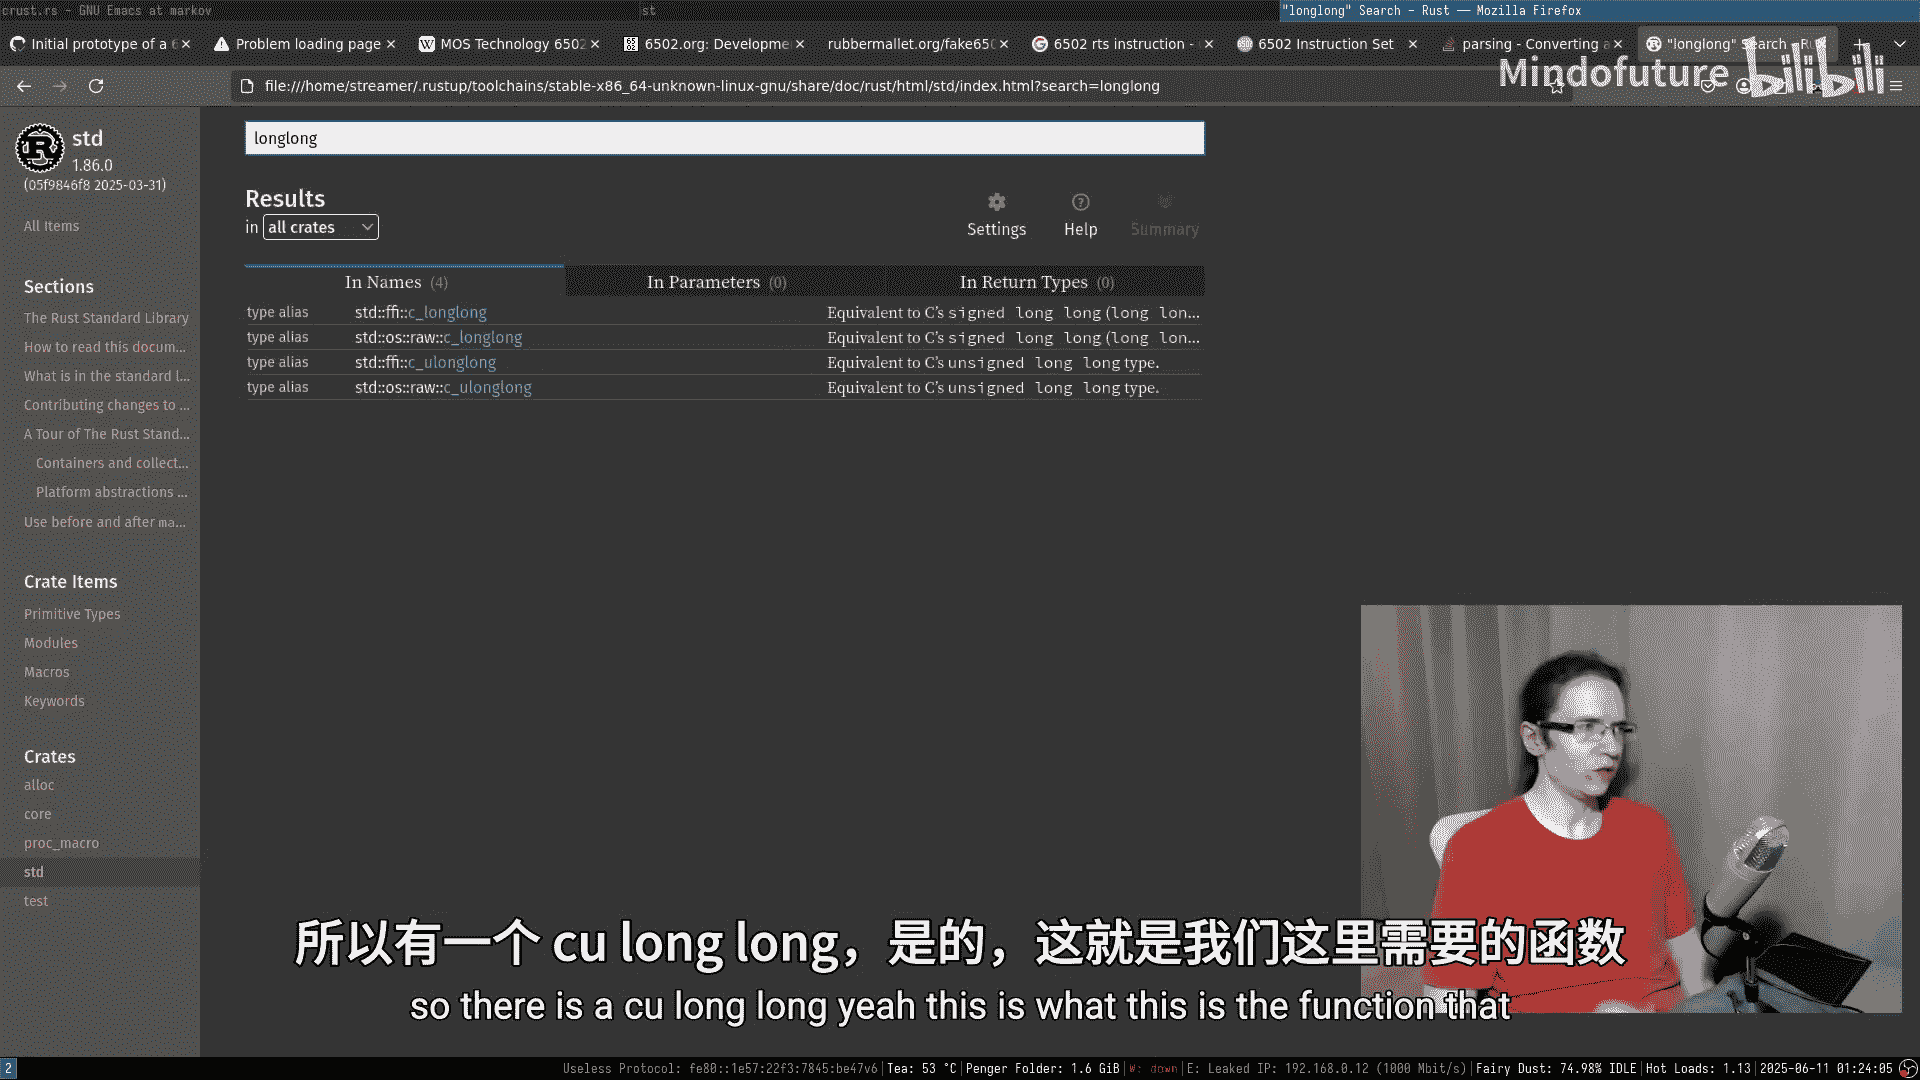 crust.rs - GNU Emacs at markov
st
"longlong" Search - Rust — Mozilla Firefox
Initial prototype of a 6
Problem loading page
MOS Technology 6502
6502.org: Developme
rubbermallet.org/fake650
6502 rts instruction -
6502 Instruction Set
parsing - Converting a
"longlong" Search - Ru
file:///home/streamer/.rustup/toolchains/stable-x86_64-unknown-linux-gnu/share/doc/rust/html/std/index.html?search=longlong
Mindofuture bilibili
std
1.86.0
(05f9846f8 2025-03-31)
All Items
Sections
The Rust Standard Library
How to read this docum...
What is in the standard l...
Contributing changes to ...
A Tour of The Rust Stand...
Containers and collect...
Platform abstractions ...
Use before and after ma...
Crate Items
Primitive Types
Modules
Macros
Keywords
Crates
alloc
core
proc_macro
std
test
longlong
Results
in all crates
Settings
Help
Summary
In Names (4)
In Parameters (0)
In Return Types (0)
type alias std::ffi::c_longlong Equivalent to C's signed long long (long lon...
type alias std::os::raw::c_longlong Equivalent to C's signed long long (long lon...
type alias std::ffi::c_ulonglong Equivalent to C's unsigned long long type.
type alias std::os::raw::c_ulonglong Equivalent to C's unsigned long long type.
所以有一个 cu long long，是的，这就是我们这里需要的函数
so there is a cu long long yeah this is what this is the function that
2
Useless Protocol: fe80::1e57:22f3:7845:be47v6 | Tea: 53 °C | Penger Folder: 1.6 GiB | W: down | E: Leaked IP: 192.168.0.12 (1000 Mbit/s) | Fairy Dust: 74.98% IDLE | Hot Loads: 1.13 | 2025-06-11 01:24:05